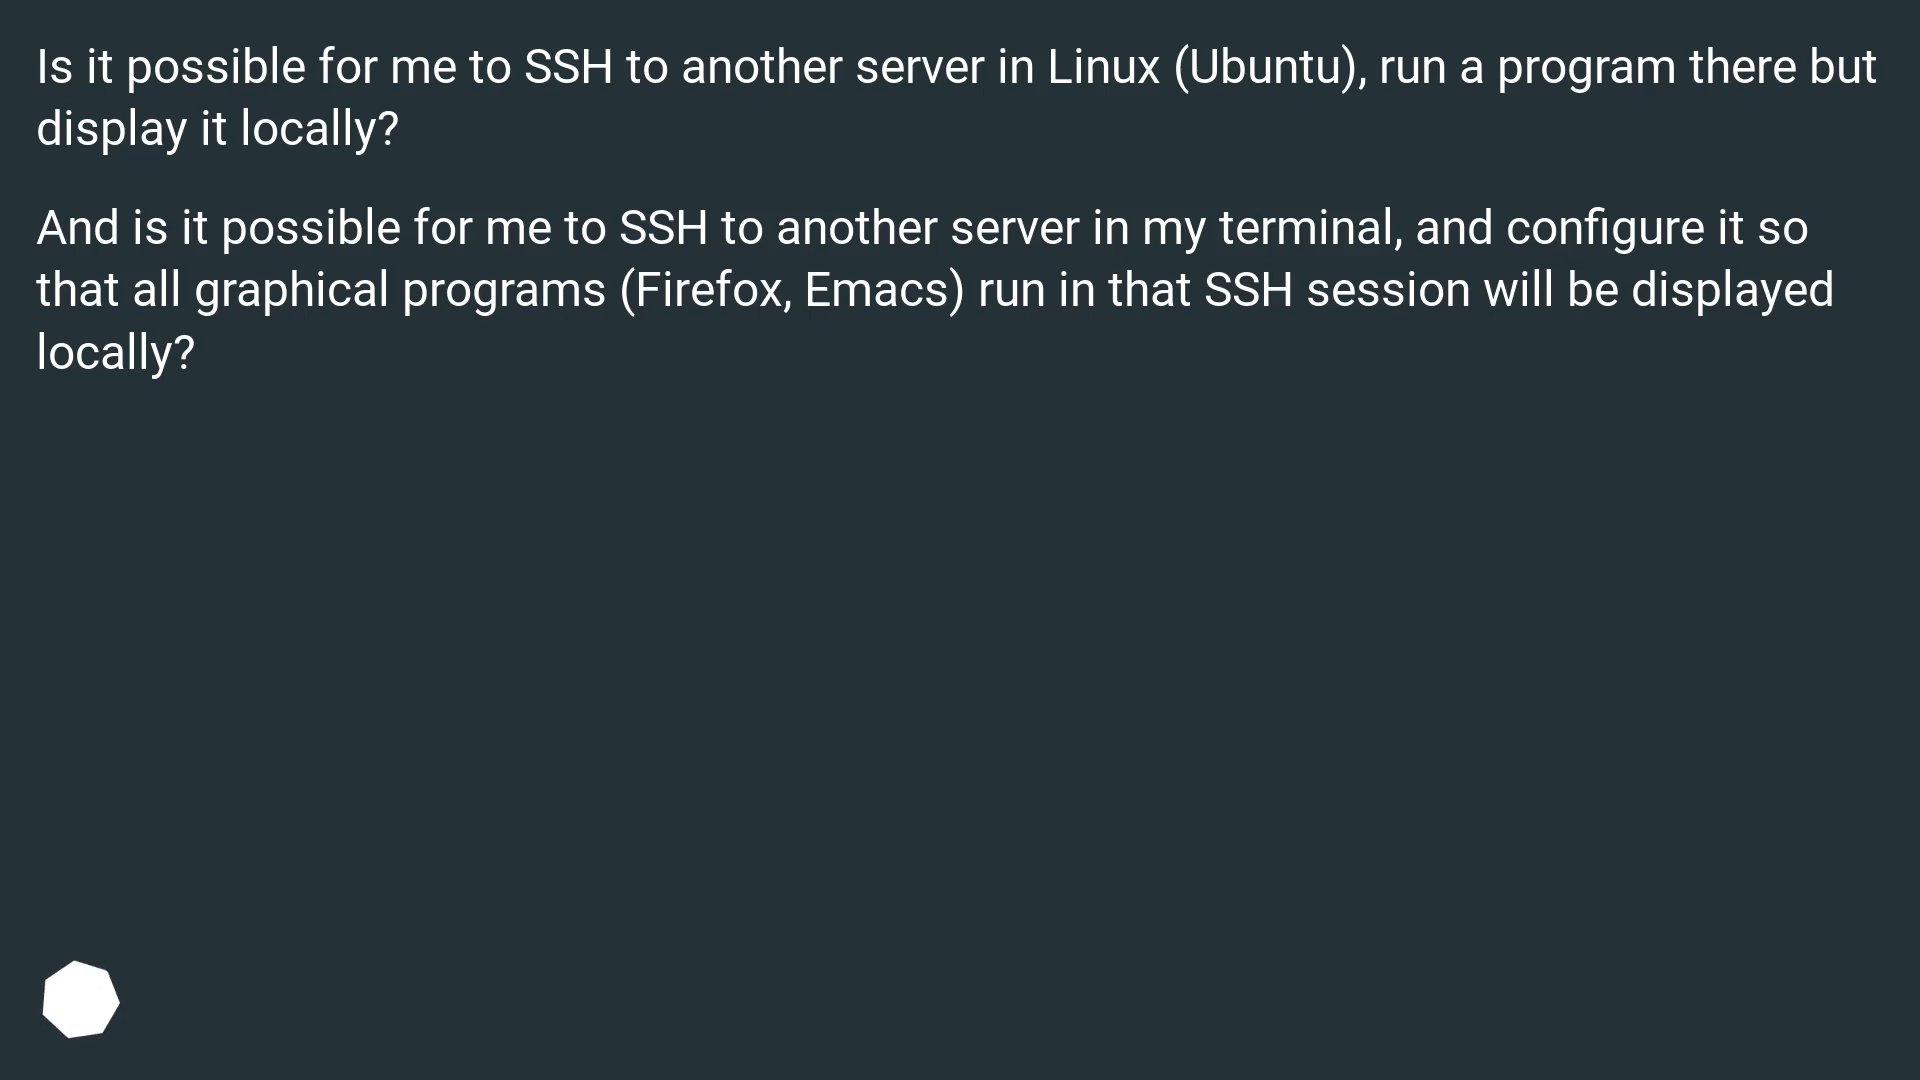 Is it possible for me to SSH to another server in Linux (Ubuntu), run a program there but
display it locally?
And is it possible for me to SSH to another server in my terminal, and configure it so
that all graphical programs (Firefox, Emacs) run in that SSH session will be displayed
locally?